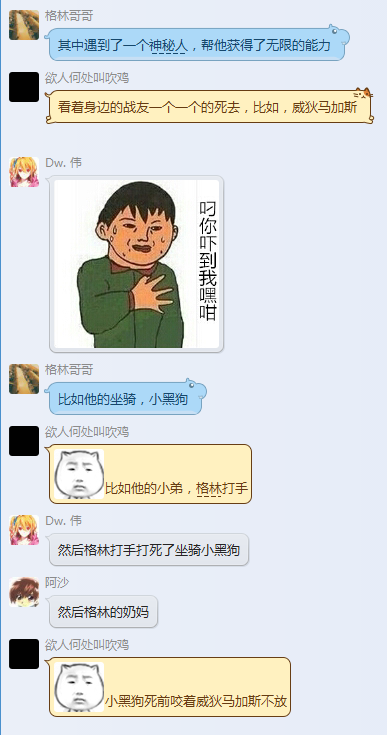 格林哥哥
其中遇到了一个神秘人，帮他获得了无限的能力
欲人何处叫吹鸡
看着身边的战友一个一个的死去，比如，威狄马加斯
Dw. 伟
叼你吓到我嘿咁
格林哥哥
比如他的坐骑，小黑狗
欲人何处叫吹鸡
比如他的小弟，格林打手
Dw. 伟
然后格林打手打死了坐骑小黑狗
阿沙
然后格林的奶妈
欲人何处叫吹鸡
小黑狗死前咬着威狄马加斯不放